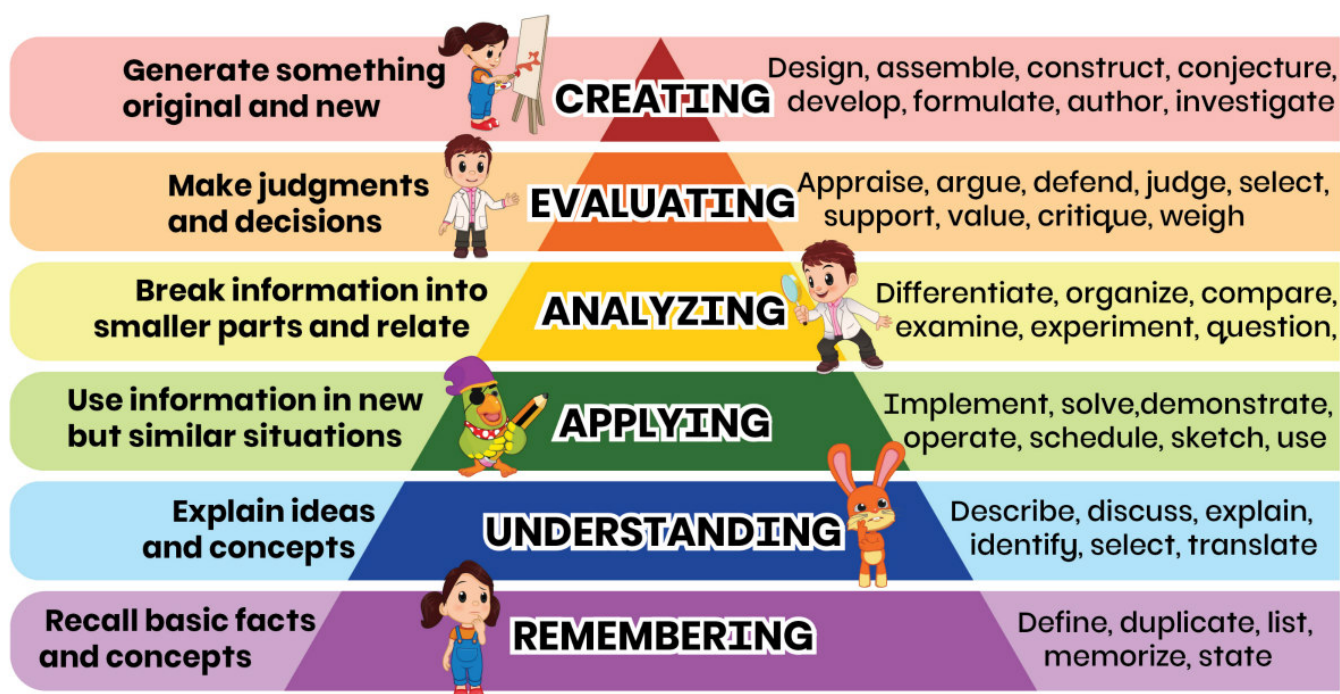 Generate something
original and new
CREATING
Design, assemble, construct, conjecture,
develop, formulate, author, investigate
Make judgments
and decisions
EVALUATING
Appraise, argue, defend, judge, select,
support, value, critique, weigh
Break information into
smaller parts and relate
ANALYZING
Differentiate, organize, compare,
examine, experiment, question,
Use information in new
but similar situations
APPLYING
Implement, solve,demonstrate,
operate, schedule, sketch, use
Explain ideas
and concepts
UNDERSTANDING
Describe, discuss, explain,
identify, select, translate
Recall basic facts
and concepts
REMEMBERING
Define, duplicate, list,
memorize, state